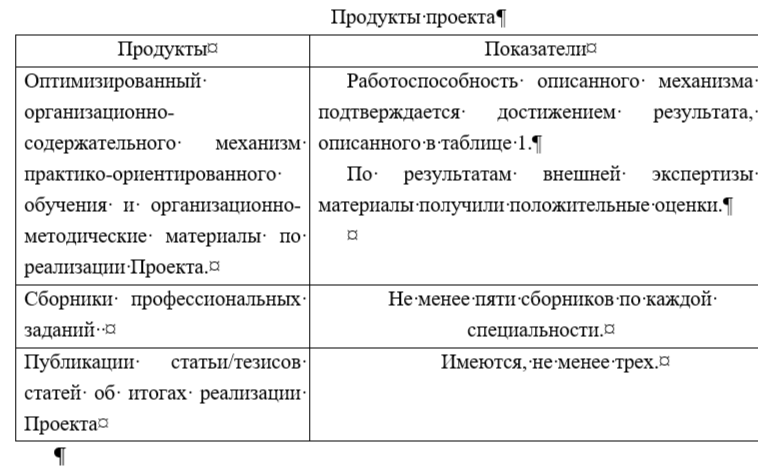 Продукты проекта¶
Продукты¤
Показатели¤
Оптимизированный
организационно-
содержательного механизм
практико-ориентированного
обучения и организационно-
методические материалы по
реализации Проекта.¤
Работоспособность описанного механизма
подтверждается достижением результата,
описанного в таблице 1.¶
По результатам внешней экспертизы
материалы получили положительные оценки.¶
¤
Сборники профессиональных
заданий··¤
Не менее пяти сборников по каждой
специальности.¤
Публикации статьи/тезисов
статей об итогах реализации
Проекта¤
Имеются, не менее трех.¤
¶